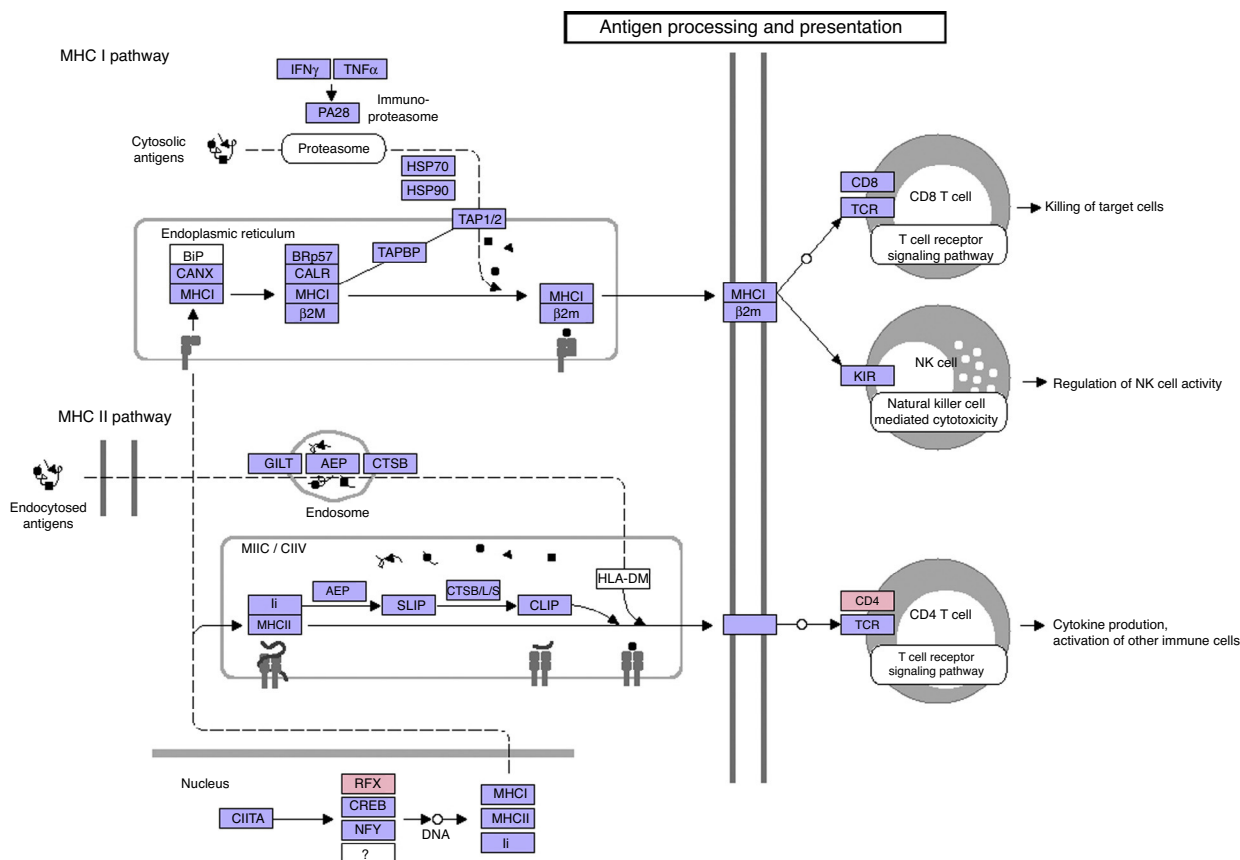 Antigen processing and presentation
MHC I pathway
IFNγ
TNFα
PA28
Immuno-
proteasome
Cytosolic
antigens
Proteasome
HSP70
HSP90
TAP1/2
Endoplasmic reticulum
BiP
CANX
MHCI
BRp57
CALR
MHCI
β2M
TAPBP
MHCI
β2m
MHCI
β2m
CD8
TCR
CD8 T cell
T cell receptor
signaling pathway
Killing of target cells
KIR
NK cell
Natural killer cell
mediated cytotoxicity
Regulation of NK cell activity
MHC II pathway
Endocytosed
antigens
GILT
AEP
CTSB
Endosome
MIIC / CIIV
Ii
MHCII
AEP
SLIP
CTSB/L/S
CLIP
HLA-DM
CD4
TCR
CD4 T cell
T cell receptor
signaling pathway
Cytokine prodution,
activation of other immune cells
Nucleus
CIITA
RFX
CREB
NFY
?
DNA
MHCI
MHCII
Ii